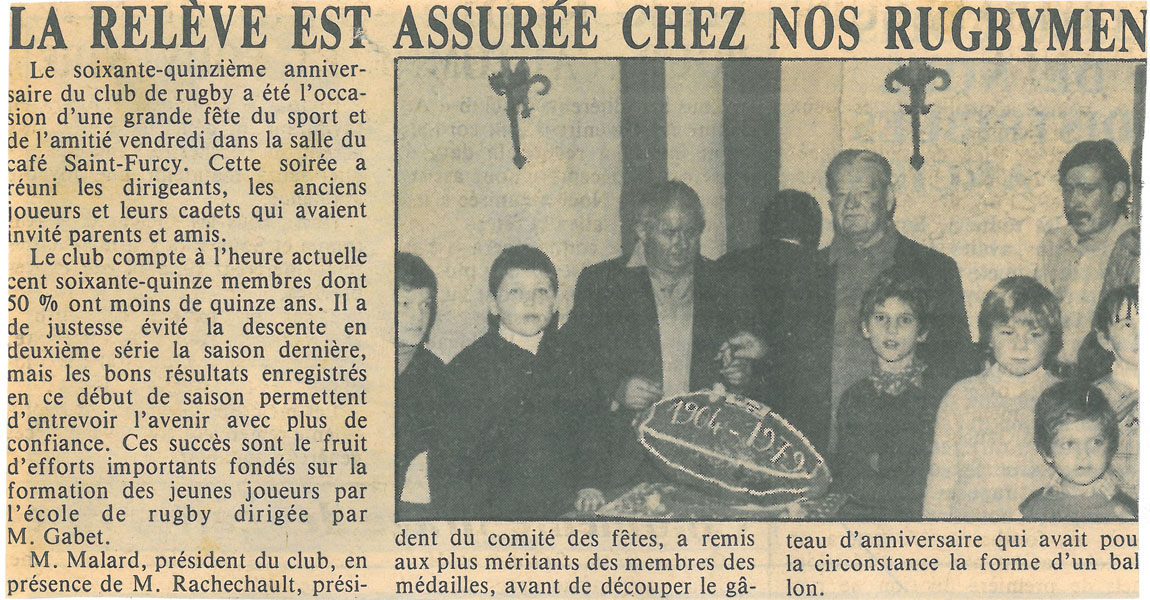 LA RELÈVE EST ASSURÉE CHEZ NOS RUGBYMEN
Le soixante-quinzième anniver-
saire du club de rugby a été l'occa-
sion d'une grande fête du sport et
de l'amitié vendredi dans la salle du
café Saint-Furcy. Cette soirée a
réuni les dirigeants, les anciens
joueurs et leurs cadets qui avaient
invité parents et amis.
Le club compte à l'heure actuelle
cent soixante-quinze membres dont
50 % ont moins de quinze ans. Il a
de justesse évité la descente en
deuxième série la saison dernière,
mais les bons résultats enregistrés
en ce début de saison permettent
d'entrevoir l'avenir avec plus de
confiance. Ces succès sont le fruit
d'efforts importants fondés sur la
formation des jeunes joueurs par
l'école de rugby dirigée par
M. Gabet.
M. Malard, président du club, en
présence de M. Rachechault, prési-
1904-1979
dent du comité des fêtes, a remis
aux plus méritants des membres des
médailles, avant de découper le gâ-
teau d'anniversaire qui avait pou
la circonstance la forme d'un bal
lon.